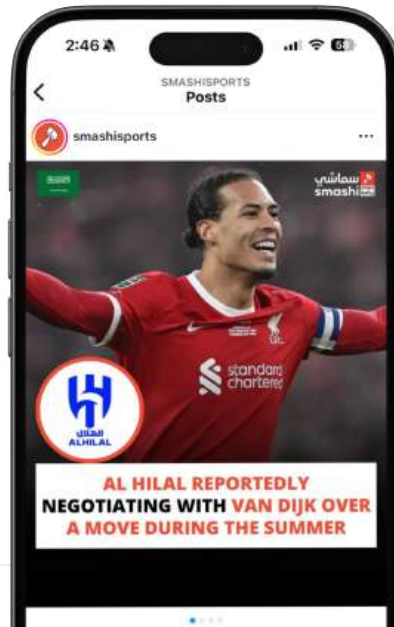 2:46
SMASHISPORTS
Posts
smashisports
سماشي
smashi
standard
chartered
الهلال
ALHILAL
AL HILAL REPORTEDLY
NEGOTIATING WITH VAN DIJK OVER
A MOVE DURING THE SUMMER